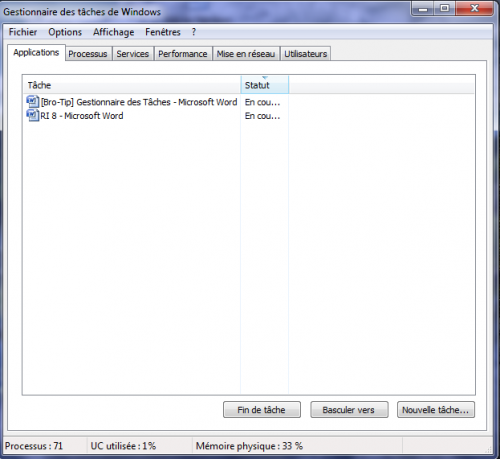 Gestionnaire des tâches de Windows
Fichier Options Affichage Fenêtres ?
Applications Processus Services Performance Mise en réseau Utilisateurs
Tâche Statut
[Bro-Tip] Gestionnaire des Tâches - Microsoft Word En cou...
RI 8 - Microsoft Word En cou...
Fin de tâche Basculer vers Nouvelle tâche...
Processus : 71 UC utilisée : 1% Mémoire physique : 33 %